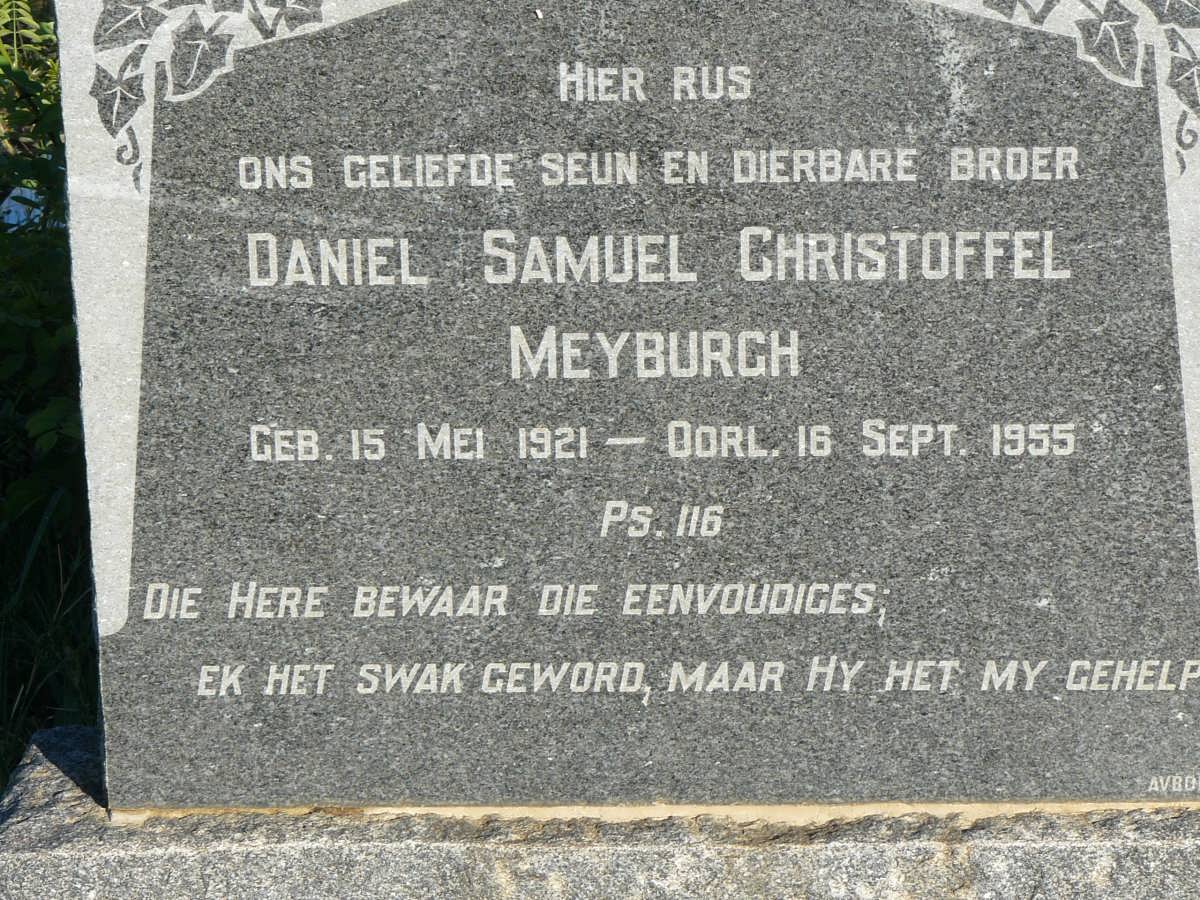 HIER RUS
ONS GELIEFDE SEUN EN DIERBARE BROER
DANIEL SAMUEL CHRISTOFFEL
MEYBURGH
GEB. 15 MEI 1921 — OORL. 16 SEPT. 1955
PS. 116
DIE HERE BEWAAR DIE EENVOUDIGES;
EK HET SWAK GEWORD, MAAR HY HET MY GEHELP